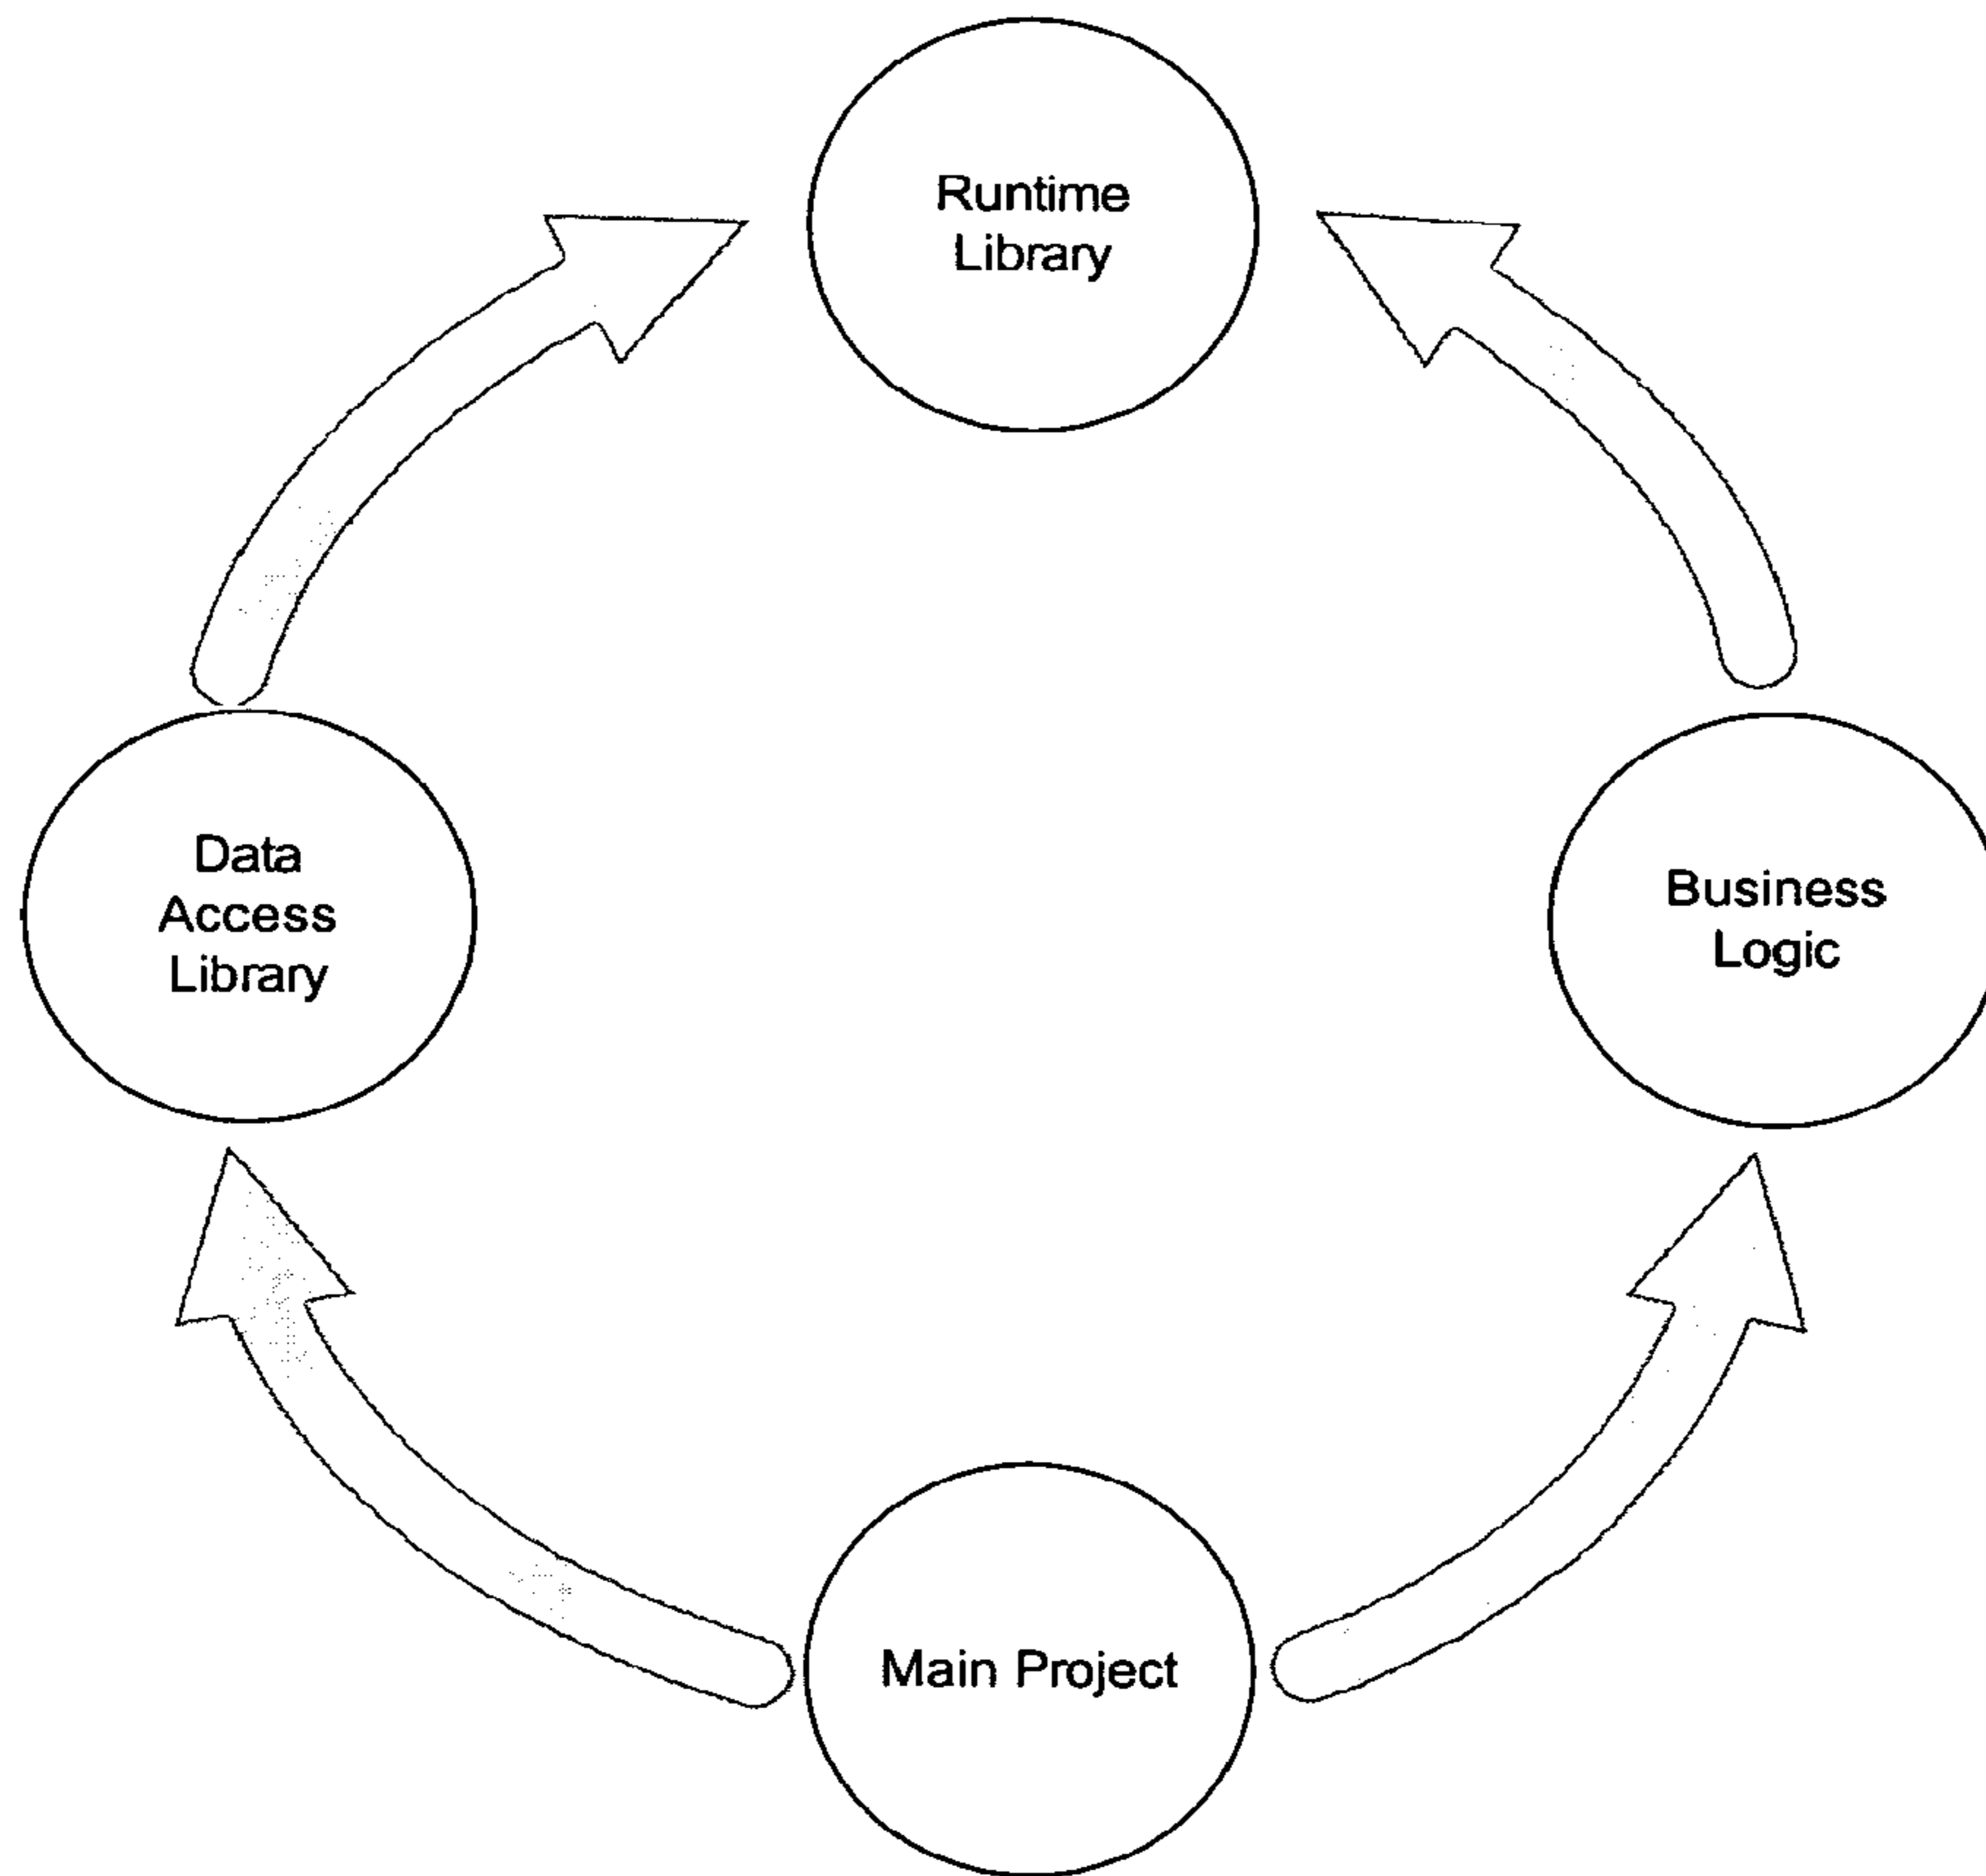 Runtime
Library
Data
Access
Library
Business
Logic
Main Project